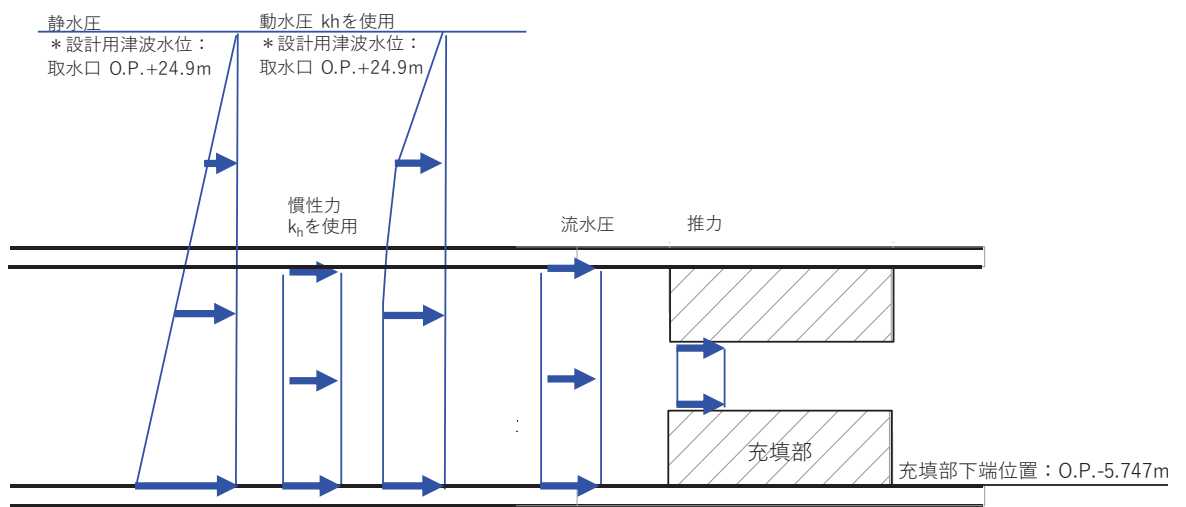 静水圧
＊設計用津波水位：
取水口 O.P.+24.9m
動水圧 khを使用
＊設計用津波水位：
取水口 O.P.+24.9m
慣性力
khを使用
流水圧
推力
充填部
充填部下端位置：O.P.-5.747m